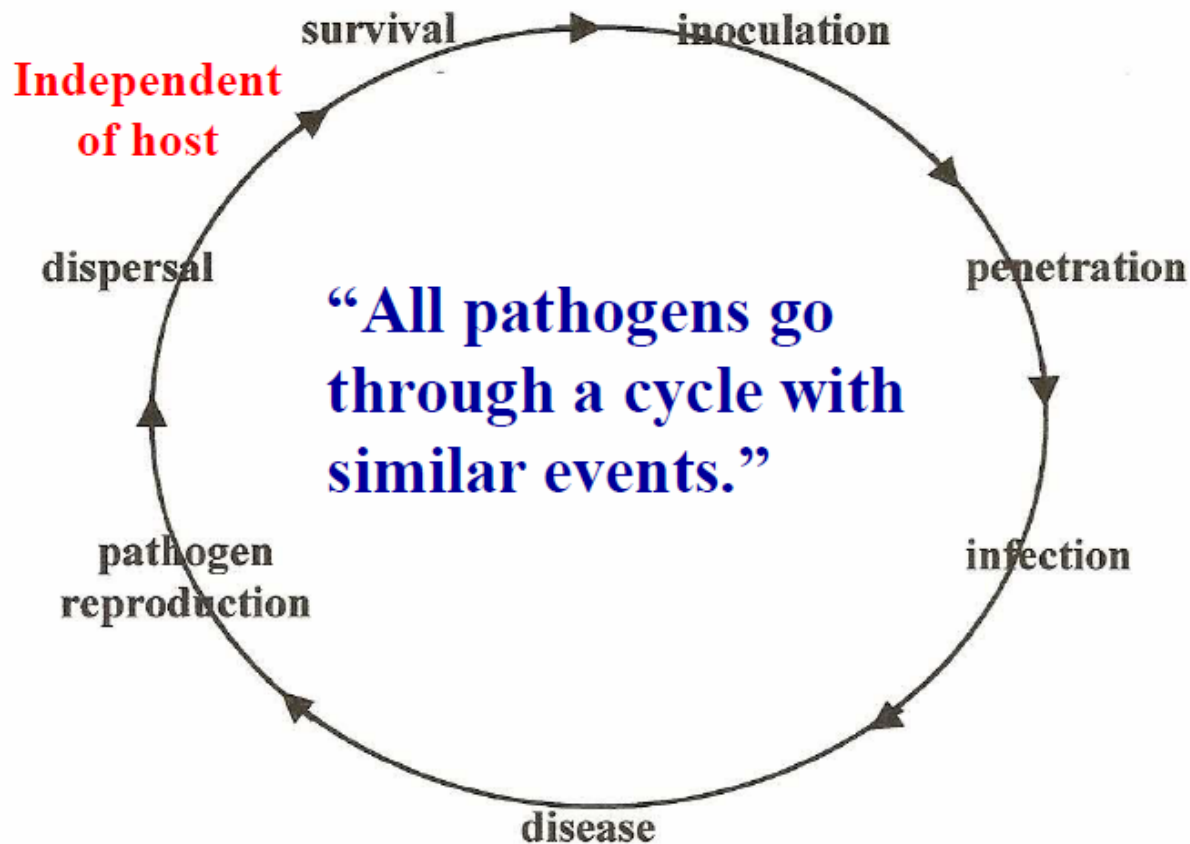 survival
inoculation
Independent
of host
dispersal
penetration
“All pathogens go
through a cycle with
similar events.”
pathogen
reproduction
infection
disease